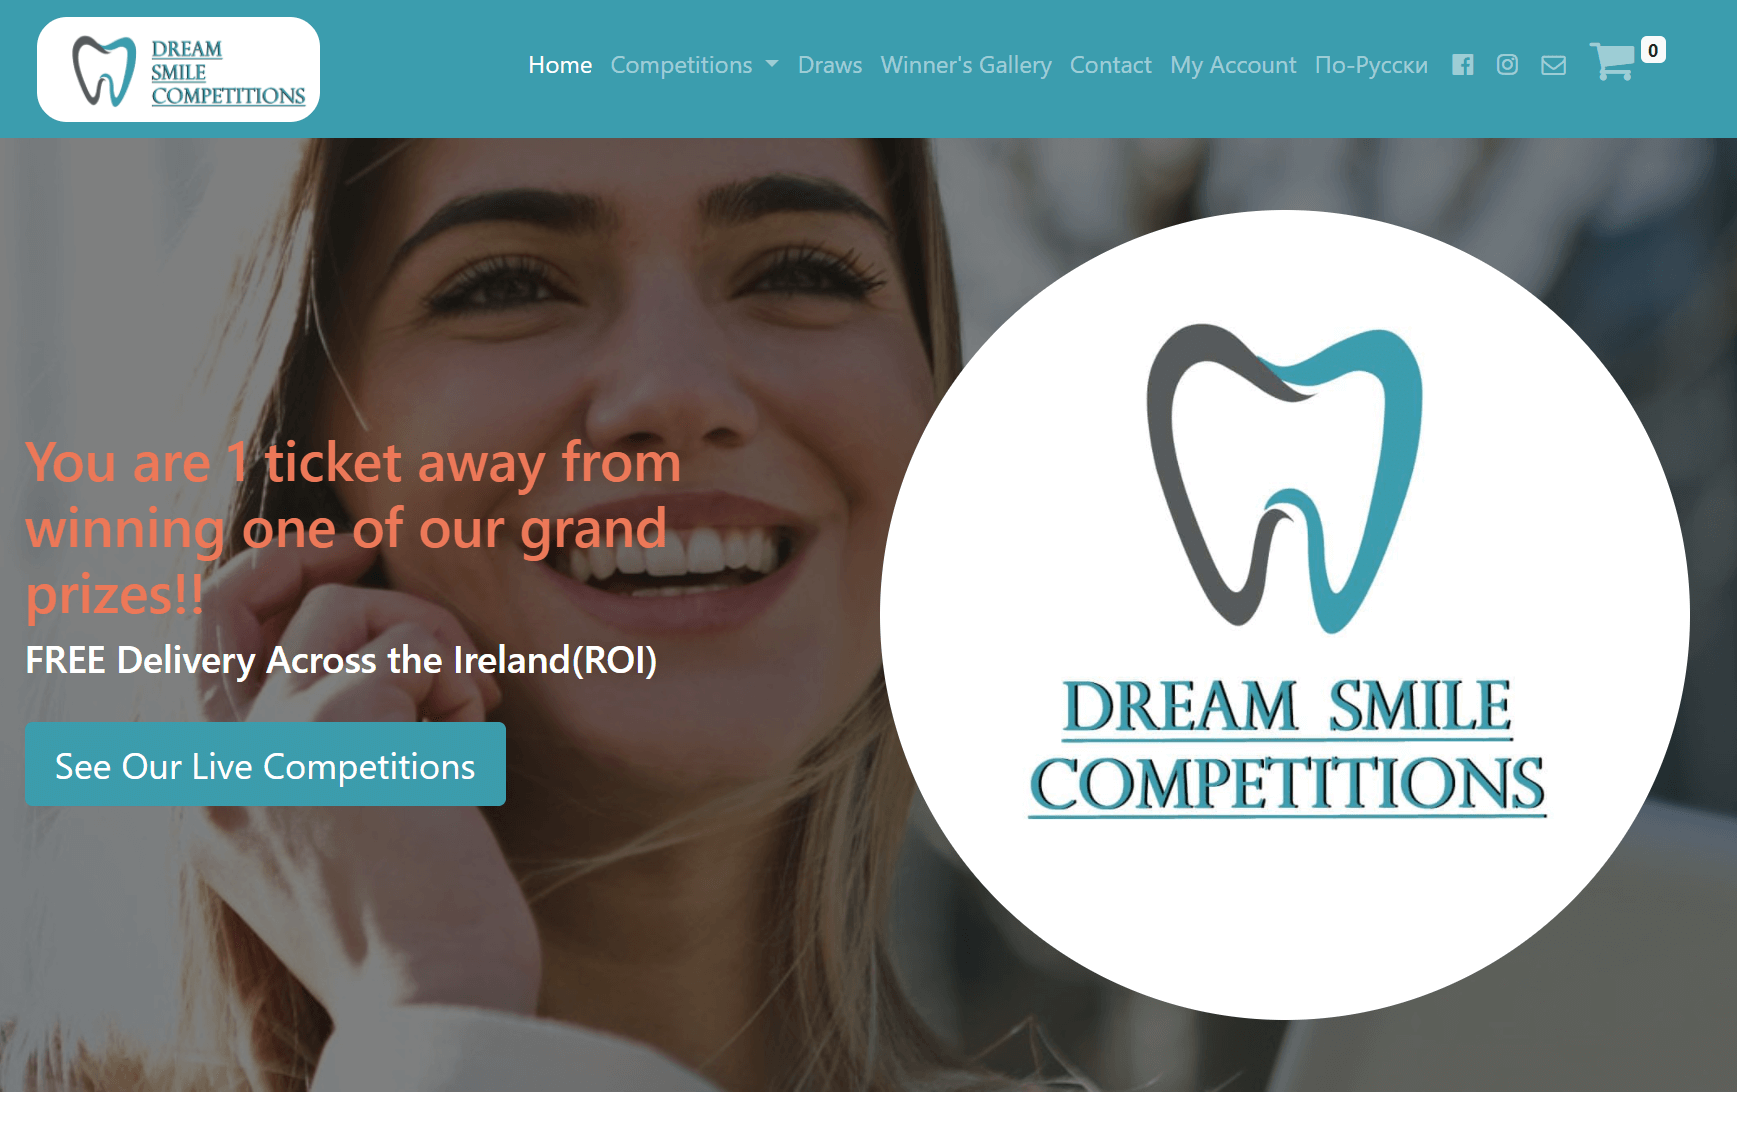 DREAM
SMILE
COMPETITIONS
Home Competitions Draws Winner's Gallery Contact My Account По-Русски 0
You are 1 ticket away from
winning one of our grand
prizes!!
FREE Delivery Across the Ireland(ROI)
See Our Live Competitions
DREAM SMILE
COMPETITIONS